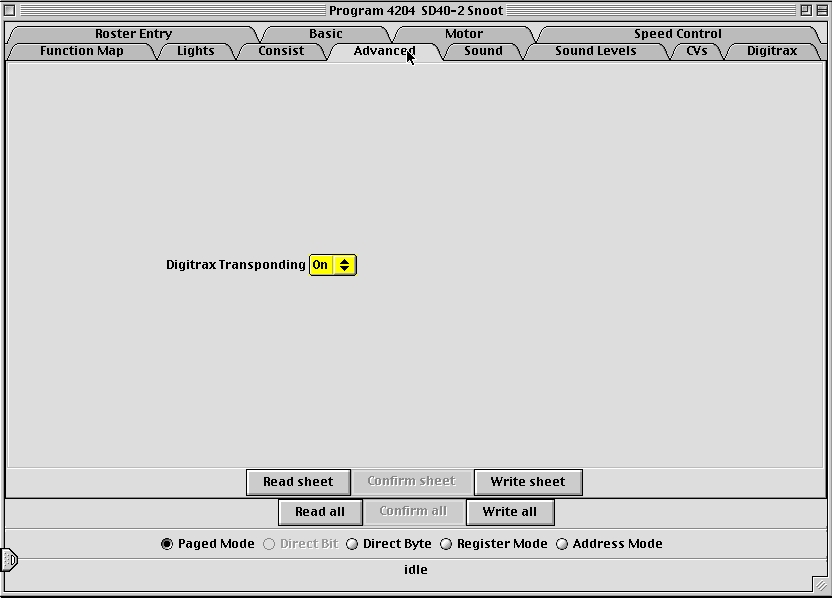 Program 4204 SD40-2 Snoot
Roster Entry Basic Motor Speed Control
Function Map Lights Consist Advanced Sound Sound Levels CVs Digitrax
Digitrax Transponding On
Read sheet Confirm sheet Write sheet
Read all Confirm all Write all
Paged Mode Direct Bit Direct Byte Register Mode Address Mode
idle